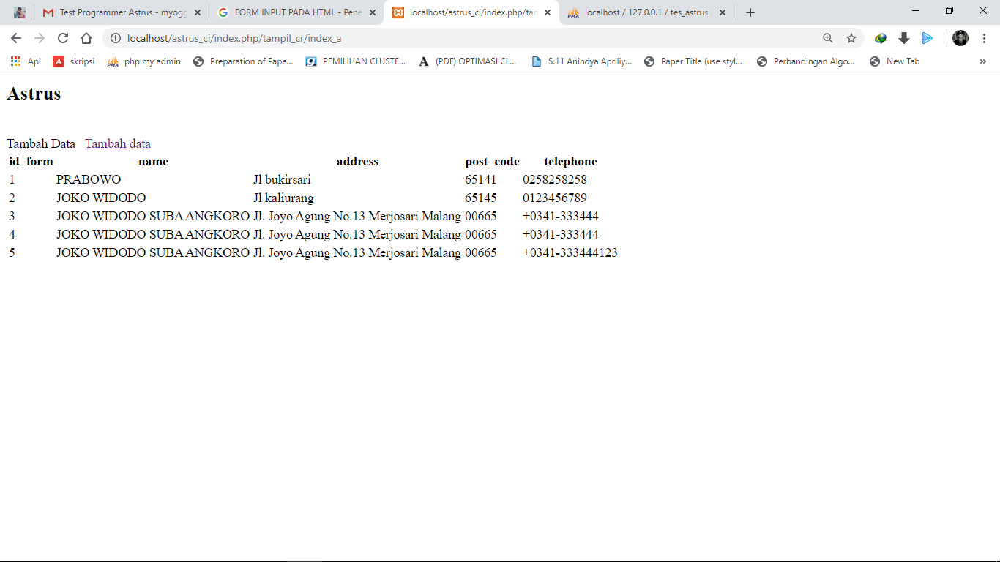 Test Programmer Astrus - myogg
FORM INPUT PADA HTML - Pene
localhost/astrus_ci/index.php/tam
localhost / 127.0.0.1 / tes_astrus /
localhost/astrus_ci/index.php/tampil_cr/index_a
Apl skripsi php my admin Preparation of Pape... PEMILIHAN CLUSTE... (PDF) OPTIMASI CL... S.11 Anindya Apriliy... Paper Title (use styl... Perbandingan Algo... New Tab »
Astrus
Tambah Data Tambah data
id_form name address post_code telephone
1 PRABOWO Jl bukirsari 65141 0258258258
2 JOKO WIDODO Jl kaliurang 65145 0123456789
3 JOKO WIDODO SUBA ANGKORO Jl. Joyo Agung No.13 Merjosari Malang 00665 +0341-333444
4 JOKO WIDODO SUBA ANGKORO Jl. Joyo Agung No.13 Merjosari Malang 00665 +0341-333444
5 JOKO WIDODO SUBA ANGKORO Jl. Joyo Agung No.13 Merjosari Malang 00665 +0341-333444123